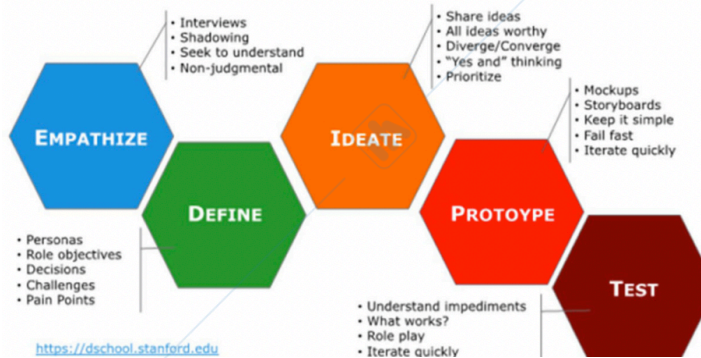 EMPATHIZE
• Interviews
• Shadowing
• Seek to understand
• Non-judgmental
DEFINE
• Personas
• Role objectives
• Decisions
• Challenges
• Pain Points
IDEATE
• Share ideas
• All ideas worthy
• Diverge/Converge
• “Yes and” thinking
• Prioritize
PROTOYPE
• Mockups
• Storyboards
• Keep it simple
• Fail fast
• Iterate quickly
TEST
• Understand impediments
• What works?
• Role play
• Iterate quickly
https://dschool.stanford.edu